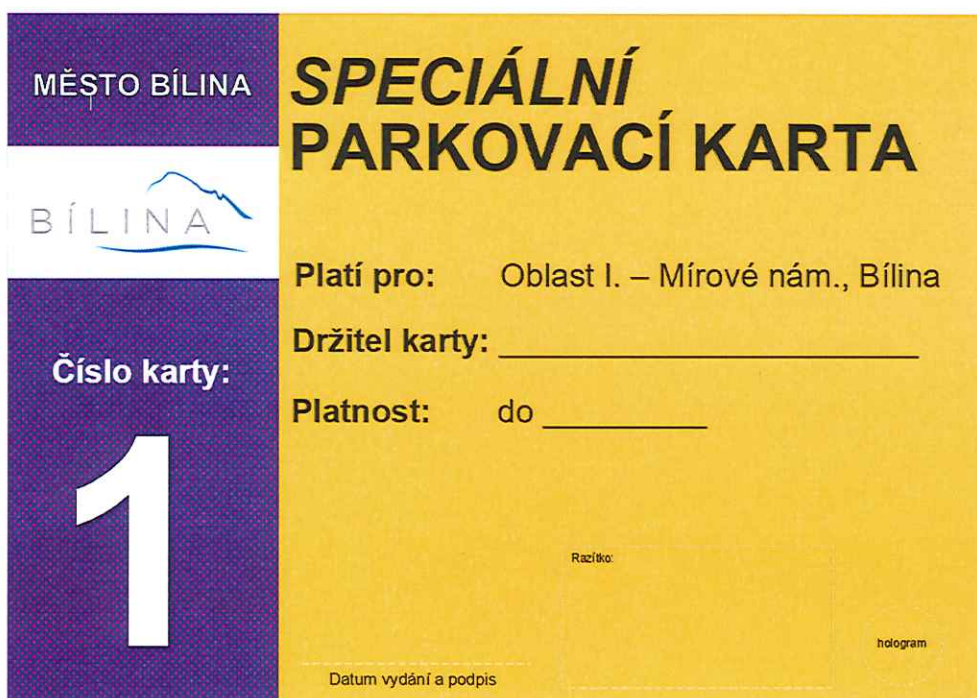 MĚSTO BÍLINA
BÍLINA
Číslo karty:
1
SPECIÁLNÍ
PARKOVACÍ KARTA
Platí pro: Oblast I. – Mírové nám., Bílina
Držitel karty:
Platnost: do
Razítko:
hologram
Datum vydání a podpis